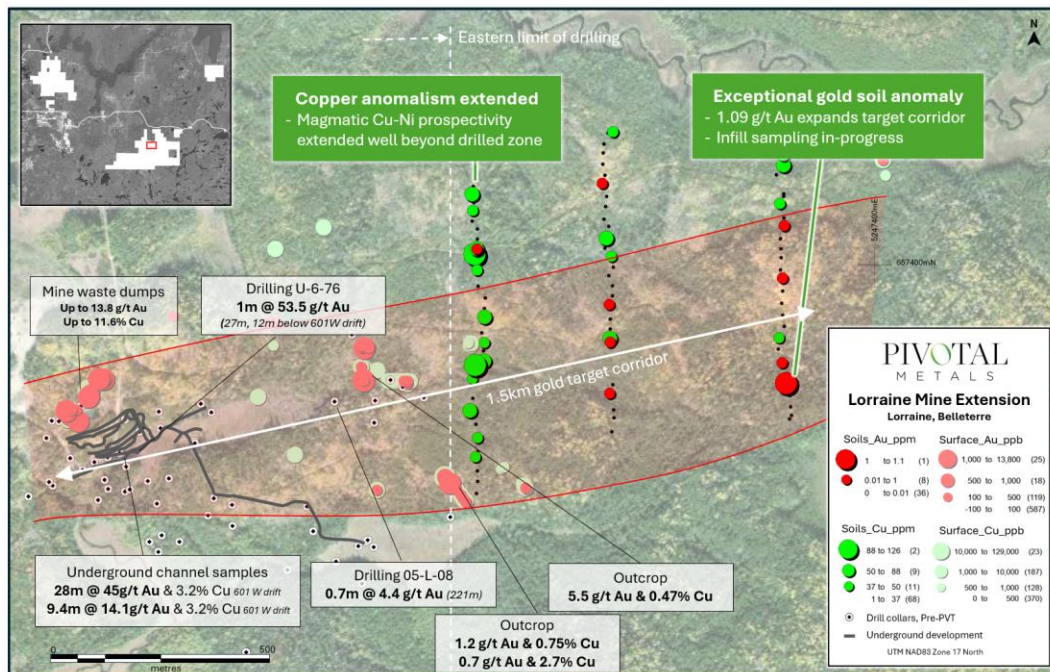 Eastern limit of drilling
N
Copper anomalism extended
- Magmatic Cu-Ni prospectivity
extended well beyond drilled zone
Exceptional gold soil anomaly
- 1.09 g/t Au expands target corridor
- Infill sampling in-progress
5247400mE
657400mN
Mine waste dumps
Up to 13.8 g/t Au
Up to 11.6% Cu
Drilling U-6-76
1m @ 53.5 g/t Au
(27m, 12m below 601W drift)
1.5km gold target corridor
Underground channel samples
28m @ 45g/t Au & 3.2% Cu 601 W drift
9.4m @ 14.1g/t Au & 3.2% Cu 601 W drift
Drilling 05-L-08
0.7m @ 4.4 g/t Au (221m)
Outcrop
5.5 g/t Au & 0.47% Cu
Outcrop
1.2 g/t Au & 0.75% Cu
0.7 g/t Au & 2.7% Cu
0 500
metres
PIVOTAL
METALS
Lorraine Mine Extension
Lorraine, Belleterre
Soils_Au_ppm
1 to 1.1 (1)
0.01 to 1 (8)
0 to 0.01 (36)
Surface_Au_ppb
1,000 to 13,800 (25)
500 to 1,000 (18)
100 to 500 (119)
-100 to 100 (587)
Soils_Cu_ppm
88 to 126 (2)
50 to 88 (9)
37 to 50 (11)
1 to 37 (68)
Surface_Cu_ppb
10,000 to 129,000 (23)
1,000 to 10,000 (187)
500 to 1,000 (128)
0 to 500 (370)
Drill collars, Pre-PVT
Underground development
UTM NAD83 Zone 17 North